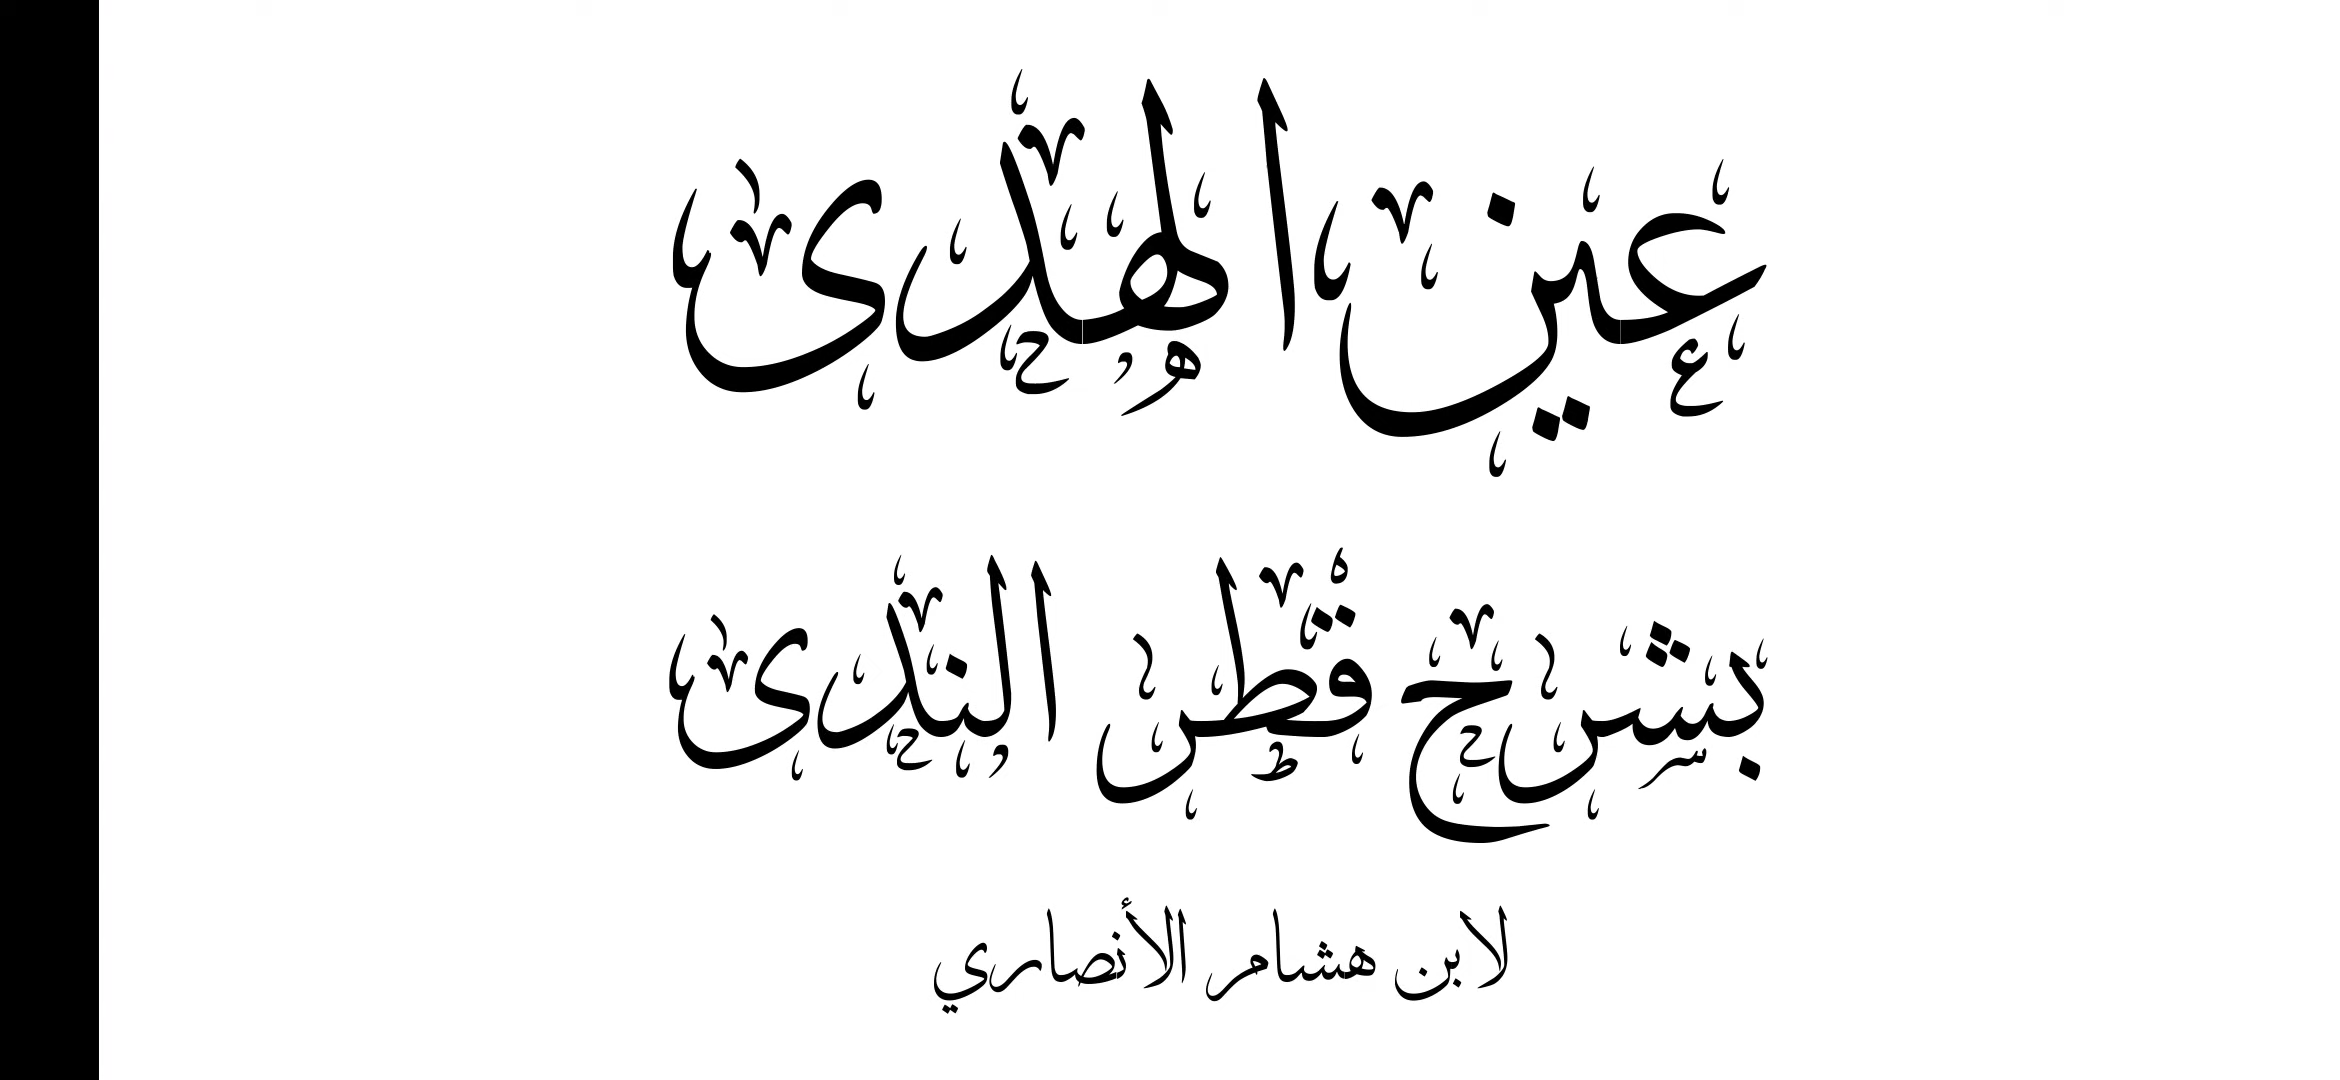 عين الهدى
بشرح قطر الندى
لابن هشام الأنصاري